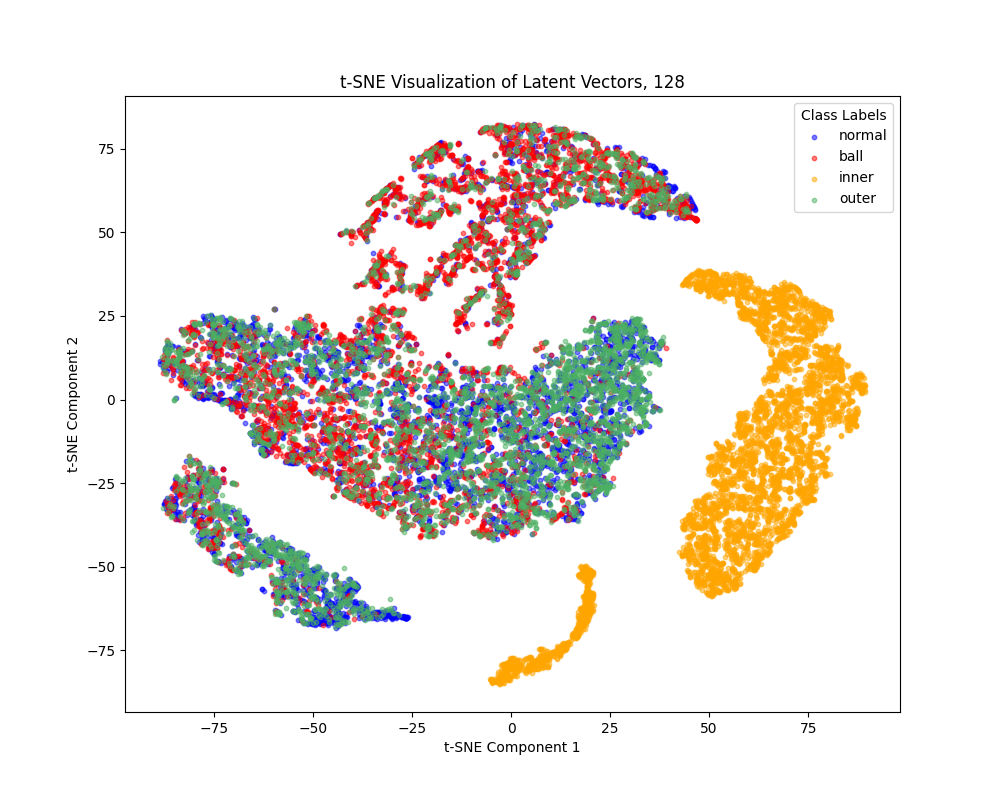 t-SNE Visualization of Latent Vectors, 128
Class Labels
normal
ball
inner
outer
75
50
25
0
−25
−50
−75
t-SNE Component 2
−75
−50
−25
0
25
50
75
t-SNE Component 1